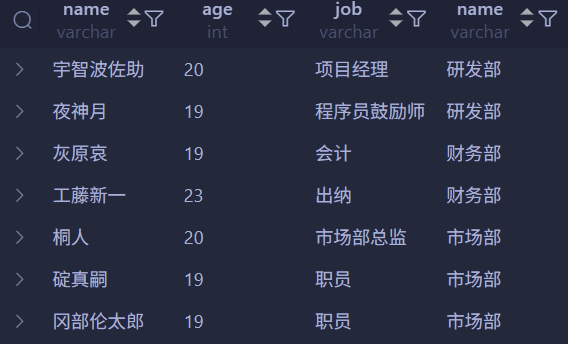 name age job name
varchar int varchar varchar
宇智波佐助 20 项目经理 研发部
夜神月 19 程序员鼓励师 研发部
灰原哀 19 会计 财务部
工藤新一 23 出纳 财务部
桐人 20 市场部总监 市场部
碇真嗣 19 职员 市场部
冈部伦太郎 19 职员 市场部